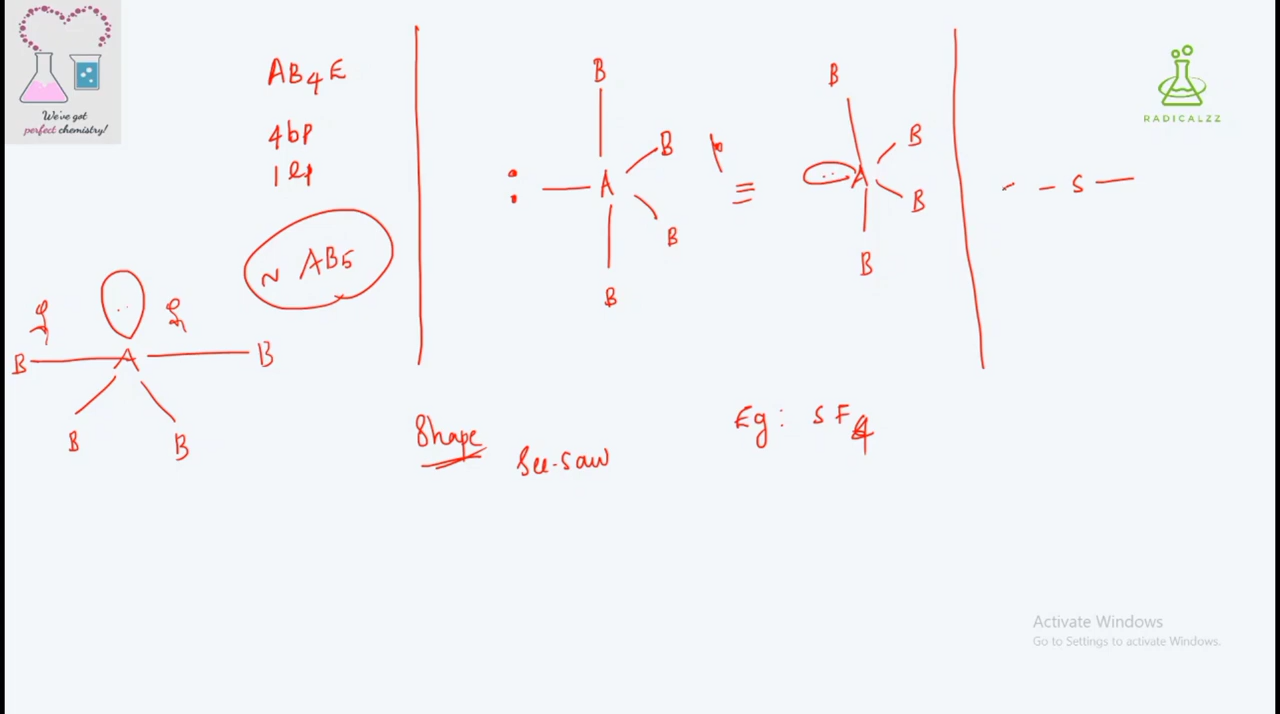 We've got
perfect chemistry!
AB4E
4bp
1lp
~ AB5
A
B
B
B
B
B
: A B
B
B
≡
B
B
.. A
B
B
- - S -
RADICALZZ
Shape
See-saw
Eg: SF4
Activate Windows
Go to Settings to activate Windows.